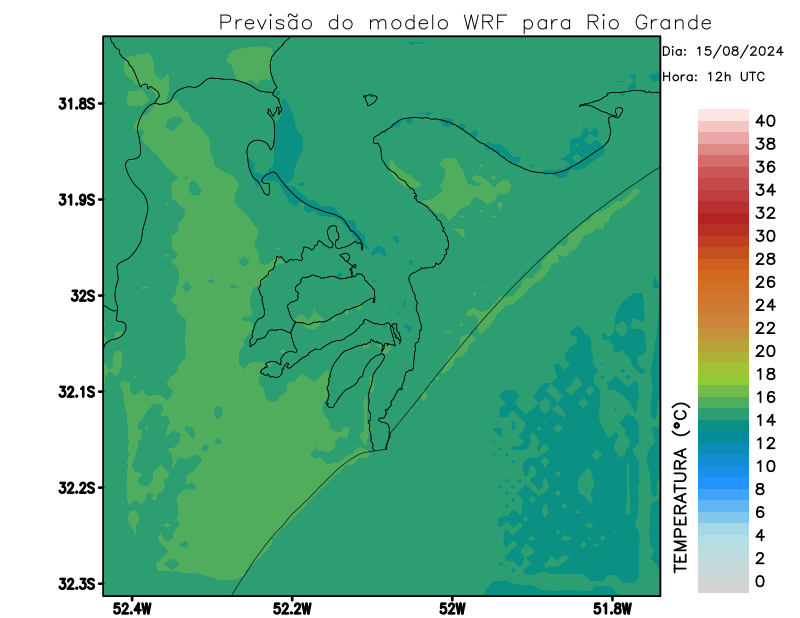 Previsão do modelo WRF para Rio Grande
Dia: 15/08/2024
Hora: 12h UTC
31.8S
31.9S
32S
32.1S
32.2S
32.3S
52.4W
52.2W
52W
51.8W
TEMPERATURA (°C)
40
38
36
34
32
30
28
26
24
22
20
18
16
14
12
10
8
6
4
2
0